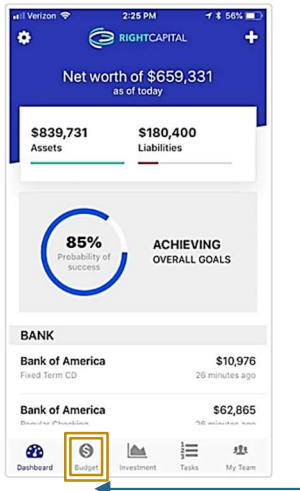 Verizon 2:25 PM 56%
RIGHTCAPITAL
Net worth of $659,331
as of today
$839,731 $180,400
Assets Liabilities
85%
Probability of
success
ACHIEVING
OVERALL GOALS
BANK
Bank of America $10,976
Fixed Term CD 26 minutes ago
Bank of America $62,865
Regular Checking 26 minutes ago
Dashboard Budget Investment Tasks My Team